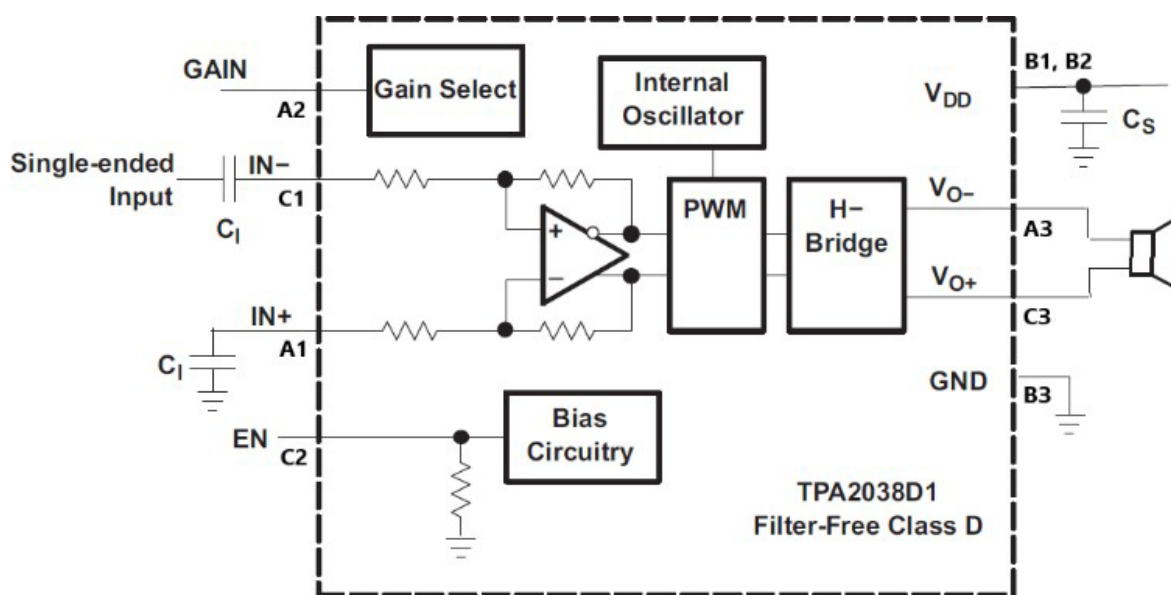 GAIN
A2
Gain Select
Internal
Oscillator
B1, B2
VDD
CS
Single-ended
Input
CI
IN−
C1
+
−
PWM
H−
Bridge
VO−
A3
VO+
C3
IN+
A1
CI
GND
B3
EN
C2
Bias
Circuitry
TPA2038D1
Filter-Free Class D